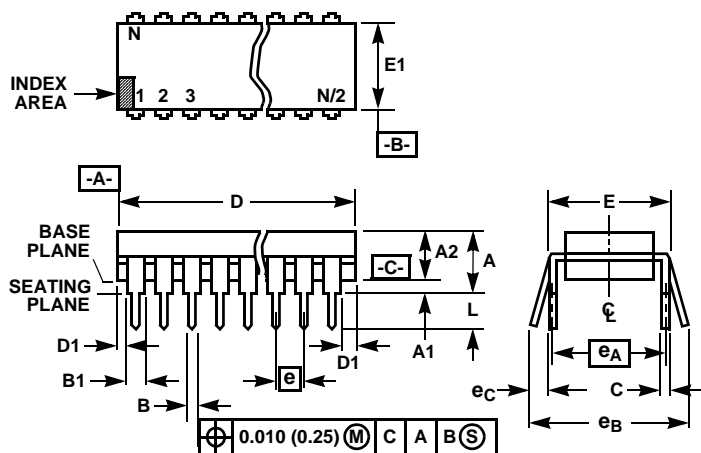 N
E1
INDEX
AREA
1 2 3 N/2
-B-
-A-
D
E
BASE
PLANE
A2
A
-C-
SEATING
PLANE
L
C
L
D1
A1
D1
B1
e
eA
B
eC
C
eB
0.010 (0.25) M C A B S